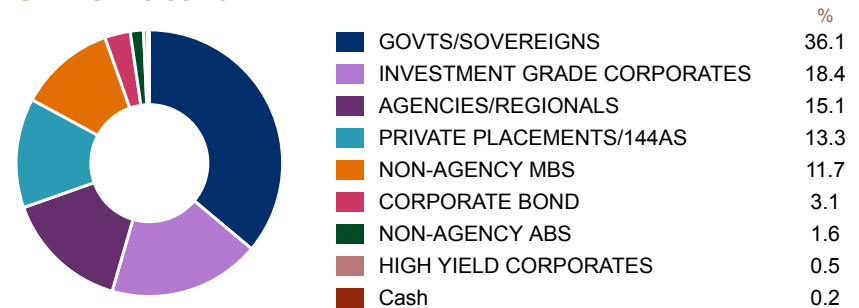 %
GOVTS/SOVEREIGNS 36.1
INVESTMENT GRADE CORPORATES 18.4
AGENCIES/REGIONALS 15.1
PRIVATE PLACEMENTS/144AS 13.3
NON-AGENCY MBS 11.7
CORPORATE BOND 3.1
NON-AGENCY ABS 1.6
HIGH YIELD CORPORATES 0.5
Cash 0.2